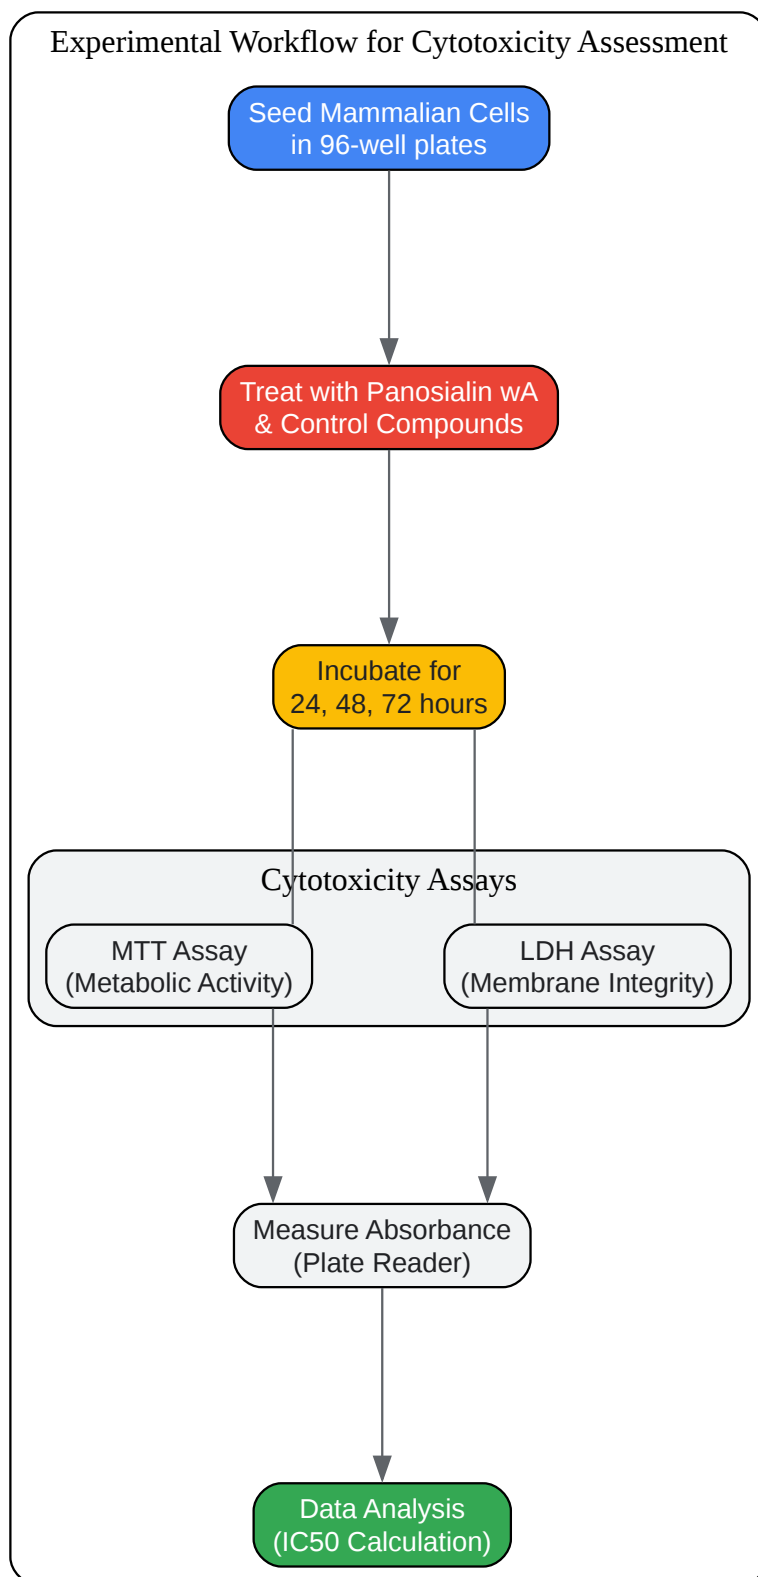 Experimental Workflow for Cytotoxicity Assessment
Seed Mammalian Cells
in 96-well plates
Treat with Panosialin wA
& Control Compounds
Incubate for
24, 48, 72 hours
Cytotoxicity Assays
MTT Assay
(Metabolic Activity)
LDH Assay
(Membrane Integrity)
Measure Absorbance
(Plate Reader)
Data Analysis
(IC50 Calculation)